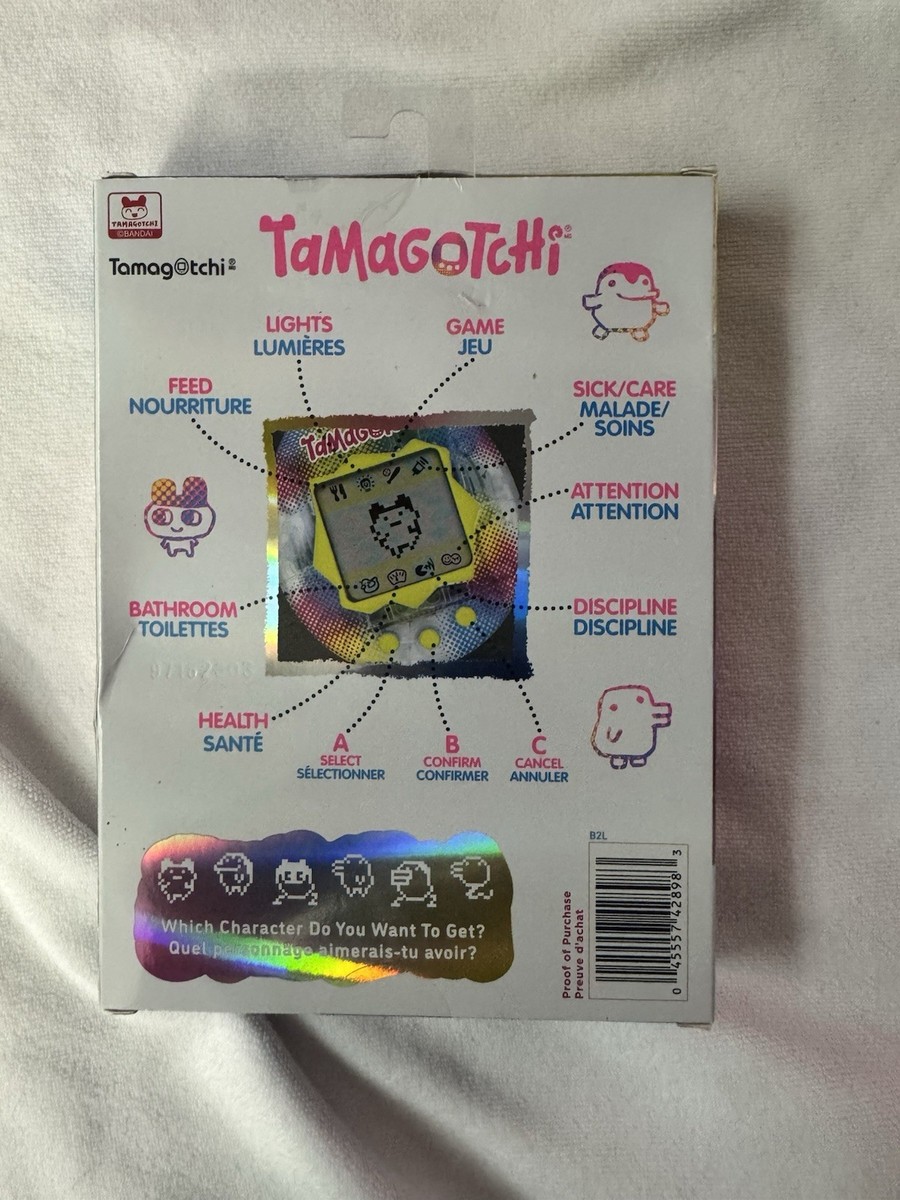 TAMAGOTCHI
©BANDAI
Tamagotchi®
TAMAGOTCHI®
LIGHTS
LUMIÈRES
GAME
JEU
FEED
NOURRITURE
SICK/CARE
MALADE/
SOINS
ATTENTION
ATTENTION
BATHROOM
TOILETTES
DISCIPLINE
DISCIPLINE
HEALTH
SANTÉ
A
SELECT
SÉLECTIONNER
B
CONFIRM
CONFIRMER
C
CANCEL
ANNULER
Which Character Do You Want To Get?
Quel personnage aimerais-tu avoir?
B2L
Proof of Purchase
Preuve d'achat
0 45557 42898 3